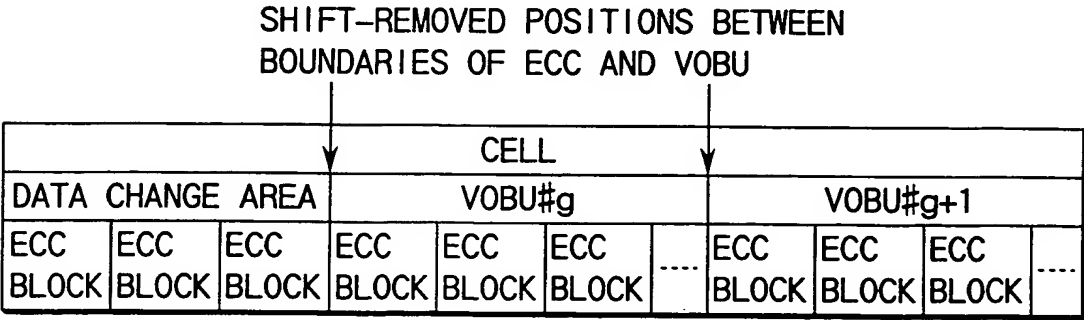 SHIFT-REMOVED POSITIONS BETWEEN
BOUNDARIES OF ECC AND VOBU
CELL
DATA CHANGE AREA VOBU#g VOBU#g+1
ECC ECC ECC ECC ECC ECC ---- ECC ECC ECC ----
BLOCK BLOCK BLOCK BLOCK BLOCK BLOCK BLOCK BLOCK BLOCK